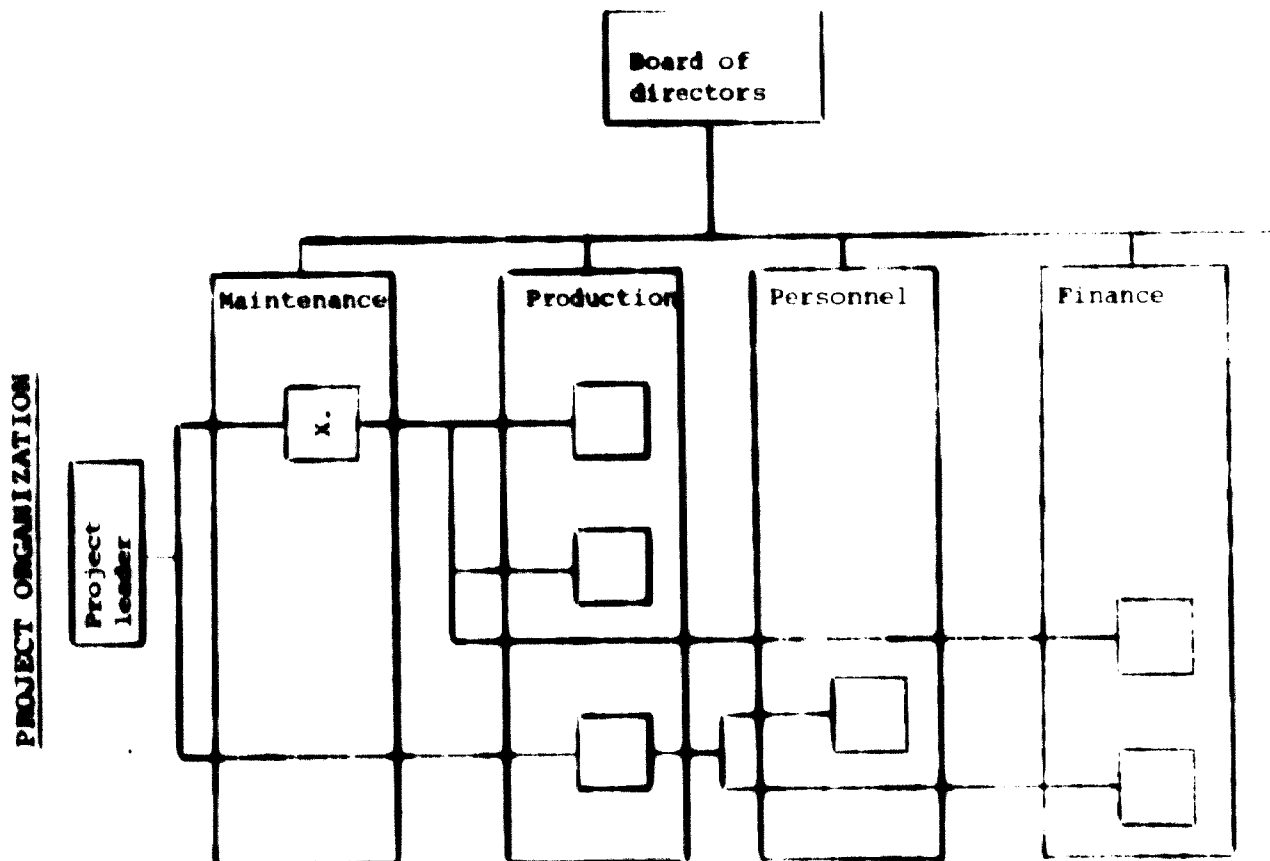 Board of
directors
Maintenance
Production
Personnel
Finance
X.
Project
leader
PROJECT ORGANIZATION